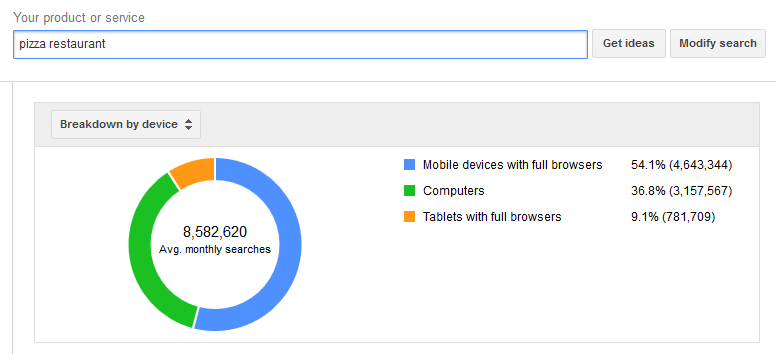 Your product or service
pizza restaurant
Get ideas
Modify search
Breakdown by device
8,582,620
Avg. monthly searches
Mobile devices with full browsers 54.1% (4,643,344)
Computers 36.8% (3,157,567)
Tablets with full browsers 9.1% (781,709)